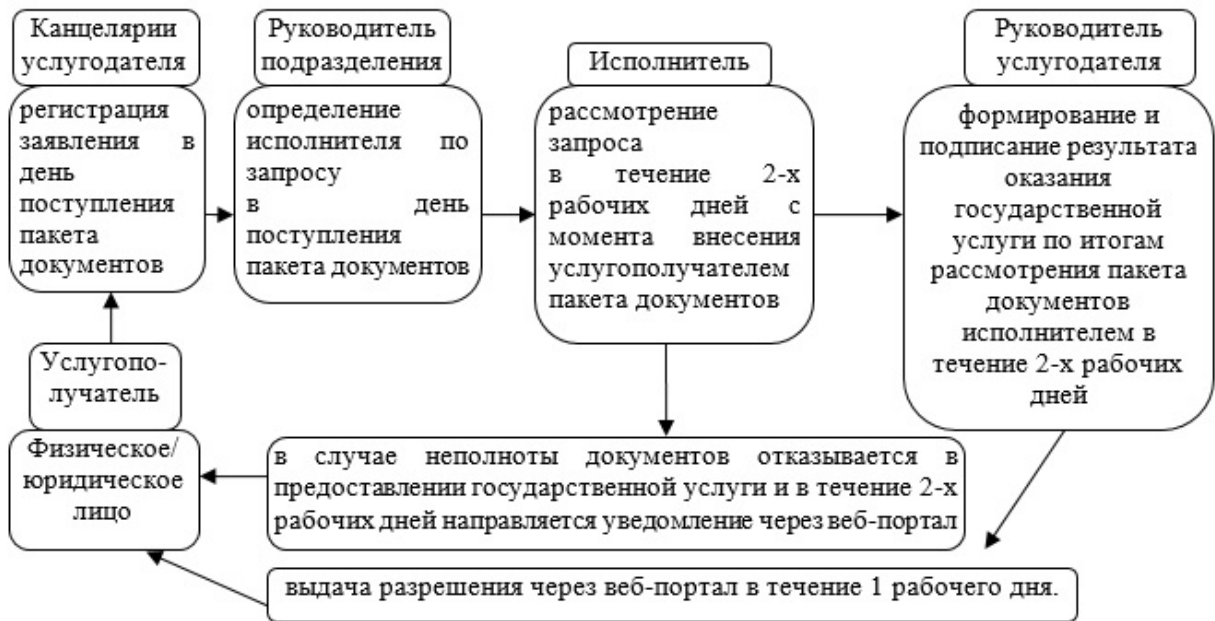 Канцелярии
услугодателя
регистрация
заявления в
день
поступления
пакета
документов
Руководитель
подразделения
определение
исполнителя по
запросу
в день
поступления
пакета документов
Исполнитель
рассмотрение
запроса
в течение 2-х
рабочих дней с
момента внесения
услугополучателем
пакета документов
Руководитель
услугодателя
формирование и
подписание результата
оказания
государственной
услуги по итогам
рассмотрения пакета
документов
исполнителем в
течение 2-х рабочих
дней
Услугопо-
лучатель
Физическое/
юридическое
лицо
в случае неполноты документов отказывается в
предоставлении государственной услуги и в течение 2-х
рабочих дней направляется уведомление через веб-портал
выдача разрешения через веб-портал в течение 1 рабочего дня.